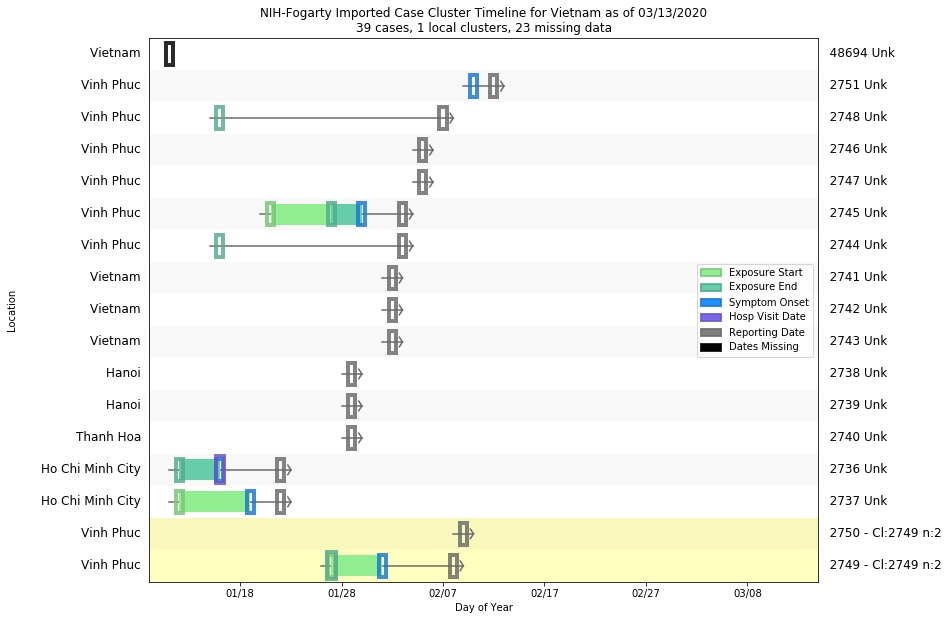 NIH-Fogarty Imported Case Cluster Timeline for Vietnam as of 03/13/2020
39 cases, 1 local clusters, 23 missing data
Location
Vietnam 48694 Unk
Vinh Phuc 2751 Unk
Vinh Phuc 2748 Unk
Vinh Phuc 2746 Unk
Vinh Phuc 2747 Unk
Vinh Phuc 2745 Unk
Vinh Phuc 2744 Unk
Vietnam 2741 Unk
Vietnam 2742 Unk
Vietnam 2743 Unk
Hanoi 2738 Unk
Hanoi 2739 Unk
Thanh Hoa 2740 Unk
Ho Chi Minh City 2736 Unk
Ho Chi Minh City 2737 Unk
Vinh Phuc 2750 - Cl:2749 n:2
Vinh Phuc 2749 - Cl:2749 n:2
Exposure Start
Exposure End
Symptom Onset
Hosp Visit Date
Reporting Date
Dates Missing
01/18 01/28 02/07 02/17 02/27 03/08
Day of Year